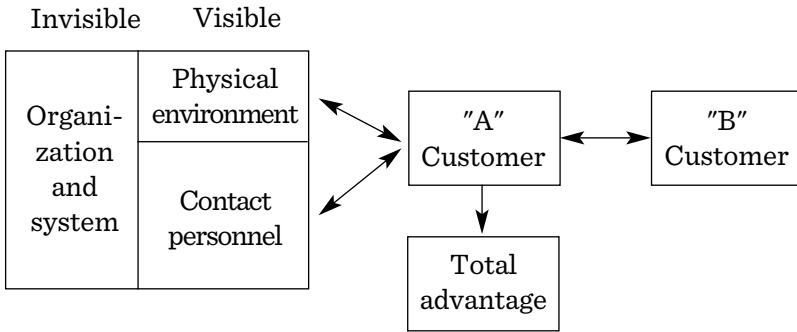 Invisible
Visible
Organi-
zation
and
system
Physical
environment
Contact
personnel
"A"
Customer
"B"
Customer
Total
advantage